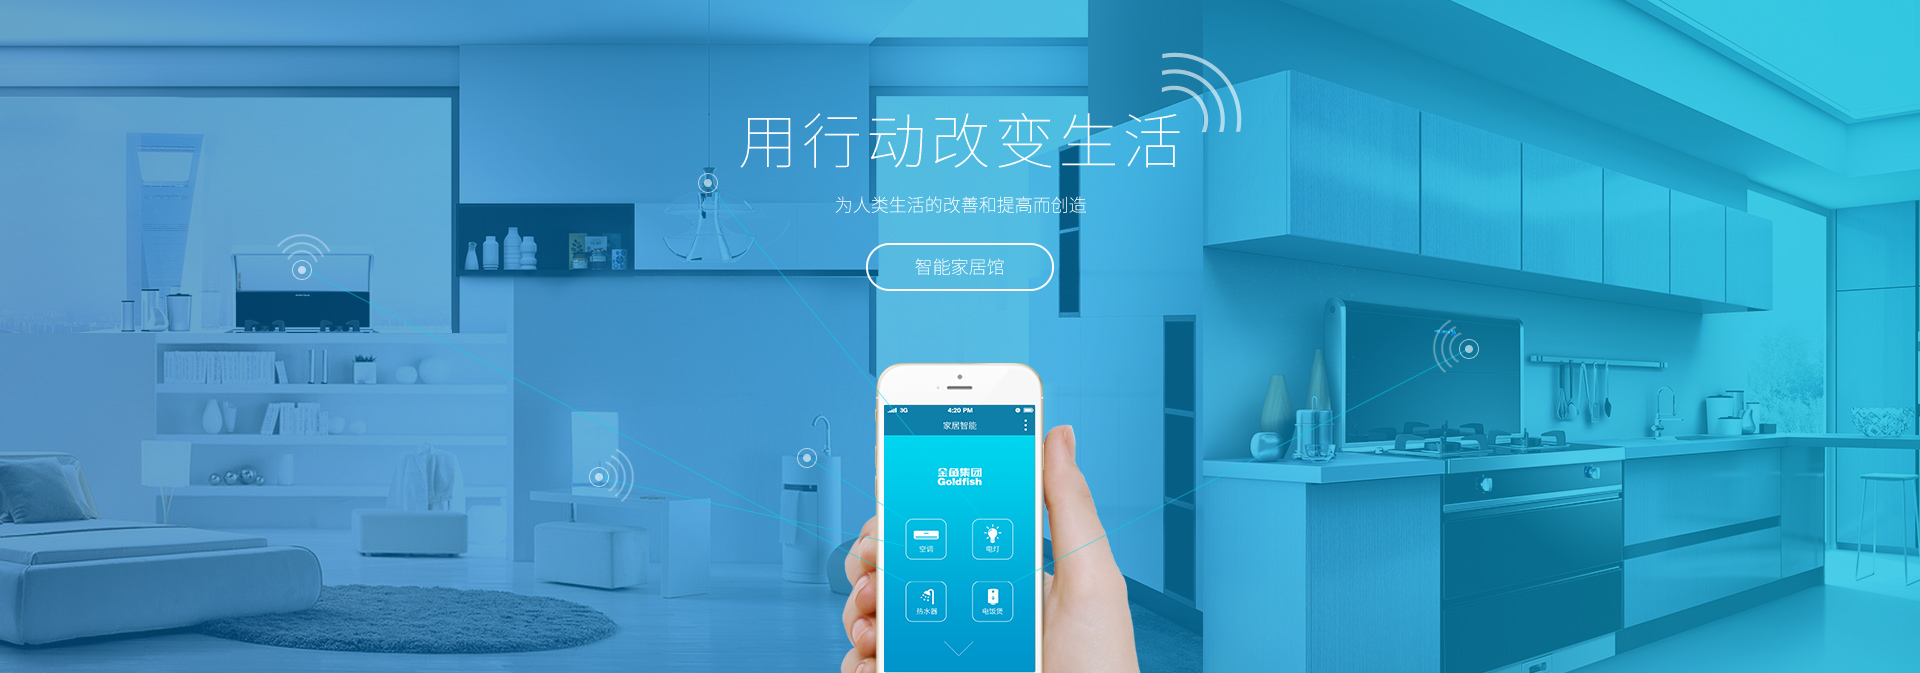 用行动改变生活
为人类生活的改善和提高而创造
智能家居馆
3G 4:20 PM
家居智能
金鱼集团
Goldfish
空调 电灯
热水器 电饭煲